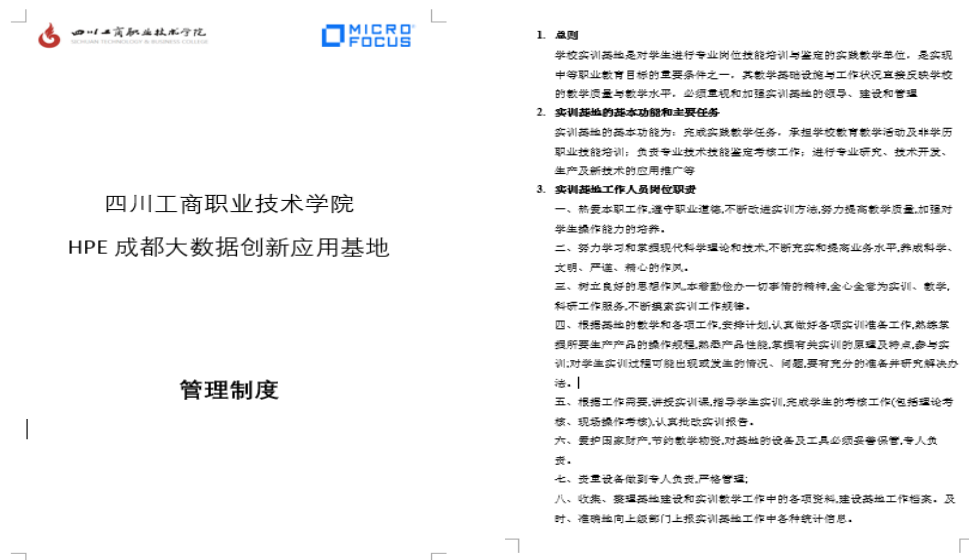 四川工商职业技术学院
SICHUAN TECHNOLOGY & BUSINESS COLLEGE
MICRO
FOCUS
四川工商职业技术学院
HPE 成都大数据创新应用基地
管理制度
1. 总则
学校实训基地是对学生进行专业岗位技能培训与鉴定的实践教学单位，是实现
中等职业教育目标的重要条件之一，其教学基础设施与工作状况直接反映学校
的教学质量与教学水平，必须重视和加强实训基地的领导、建设和管理
2. 实训基地的基本功能和主要任务
实训基地的基本功能为：完成实践教学任务，承担学校教育教学活动及非学历
职业技能培训；负责专业技术技能鉴定考核工作；进行专业研究、技术开发、
生产及新技术的应用推广等
3. 实训基地工作人员岗位职责
一、热爱本职工作,遵守职业道德,不断改进实训方法,努力提高教学质量,加强对
学生操作能力的培养。
二、努力学习和掌握现代科学理论和技术,不断充实和提高业务水平,养成科学、
文明、严谨、精心的作风。
三、树立良好的思想作风,本着勤俭办一切事情的精神,全心全意为实训、教学,
科研工作服务,不断摸索实训工作规律。
四、根据基地的教学和各项工作,安排计划,认真做好各项实训准备工作,熟练掌
握所要生产产品的操作规程,熟悉产品性能,掌握有关实训的原理及特点,参与实
训;对学生实训过程可能出现或发生的情况、问题,要有充分的准备并研究解决办
法。
五、根据工作需要,讲授实训课,指导学生实训,完成学生的考核工作(包括理论考
核、现场操作考核),认真批改实训报告。
六、爱护国家财产,节约教学物资,对基地的设备及工具必须妥善保管,专人负
责。
七、贵重设备做到专人负责,严格管理;
八、收集、整理基地建设和实训教学工作中的各项资料,建设基地工作档案。及
时、准确地向上级部门上报实训基地工作中各种统计信息。